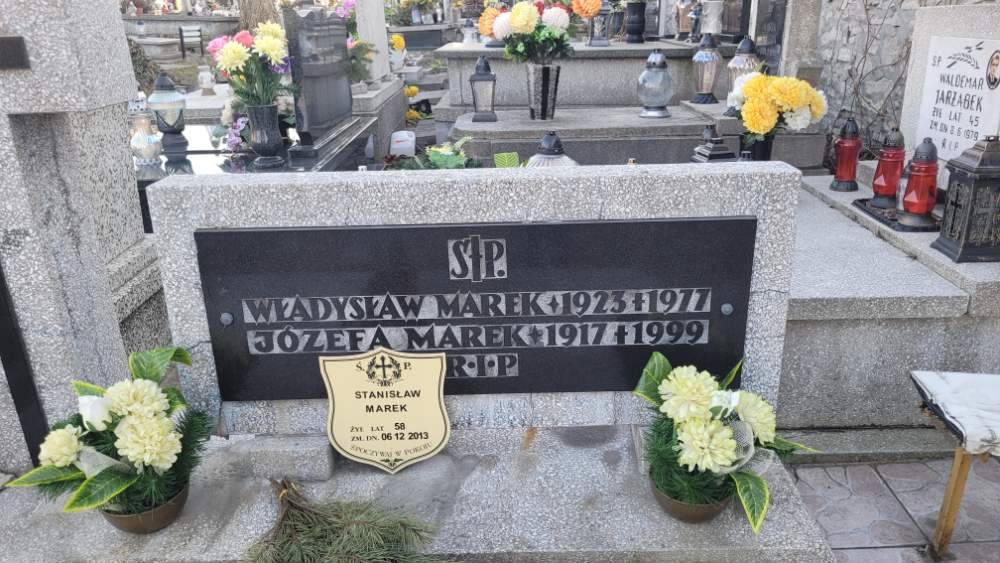 Ś†P.
WŁADYSŁAW MAREK ✦ 1923 † 1977
JÓZEFA MAREK ✦ 1917 † 1999
R·I·P
Ś. P.
STANISŁAW
MAREK
ŻYŁ LAT 58
ZM. DN. 06 12 2013
SPOCZYWAJ W POKOJU
Ś.P.
WALDEMAR
JARZĄBEK
ŻYŁ LAT 45
ZM. DN. 8.6 1979
R.I.P.